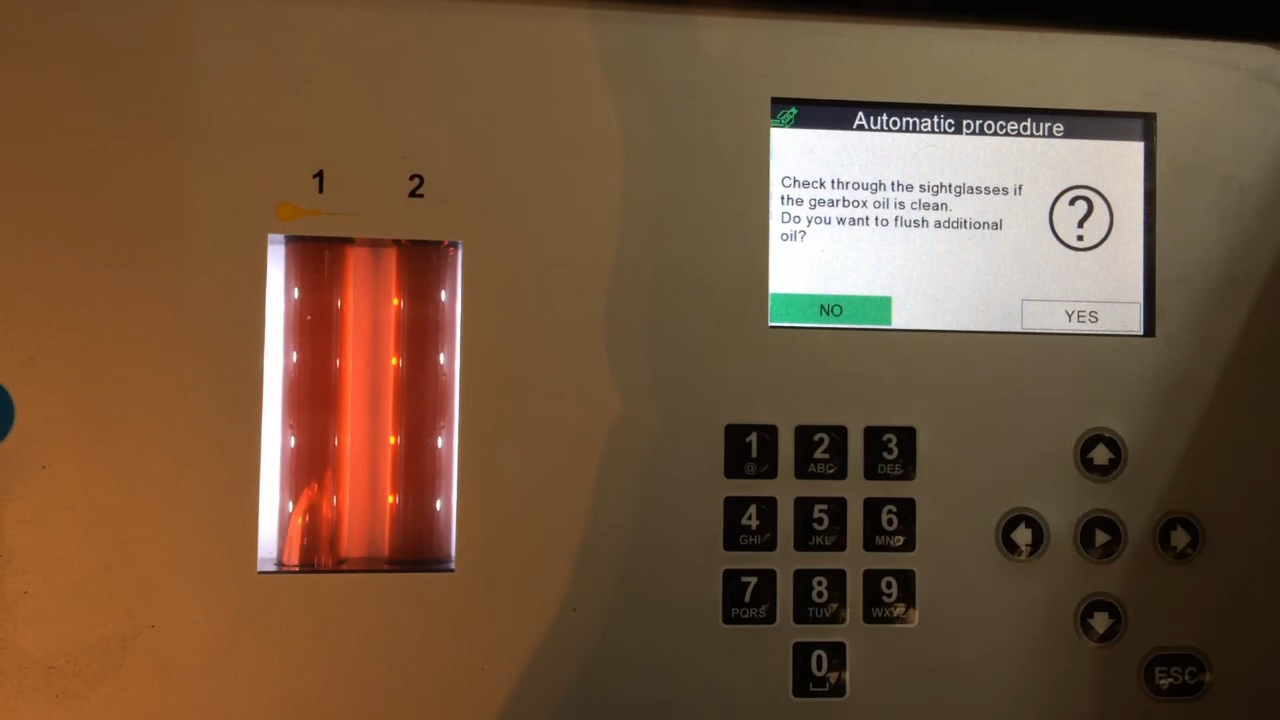 1 2
Automatic procedure
Check through the sightglasses if
the gearbox oil is clean.
Do you want to flush additional
oil?
?
NO YES
1 2 3
@ ABC DEF
4 5 6
GHI JKL MNO
7 8 9
PQRS TUV WXYZ
0
ESC